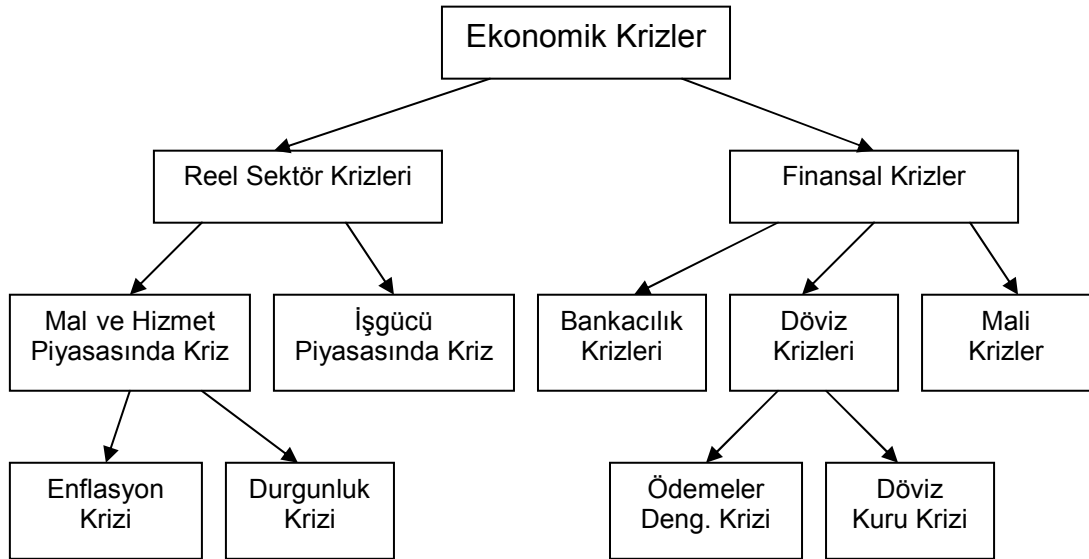 Ekonomik Krizler
Reel Sektör Krizleri
Finansal Krizler
Mal ve Hizmet
Piyasasında Kriz
İşgücü
Piyasasında Kriz
Bankacılık
Krizleri
Döviz
Krizleri
Mali
Krizler
Enflasyon
Krizi
Durgunluk
Krizi
Ödemeler
Deng. Krizi
Döviz
Kuru Krizi